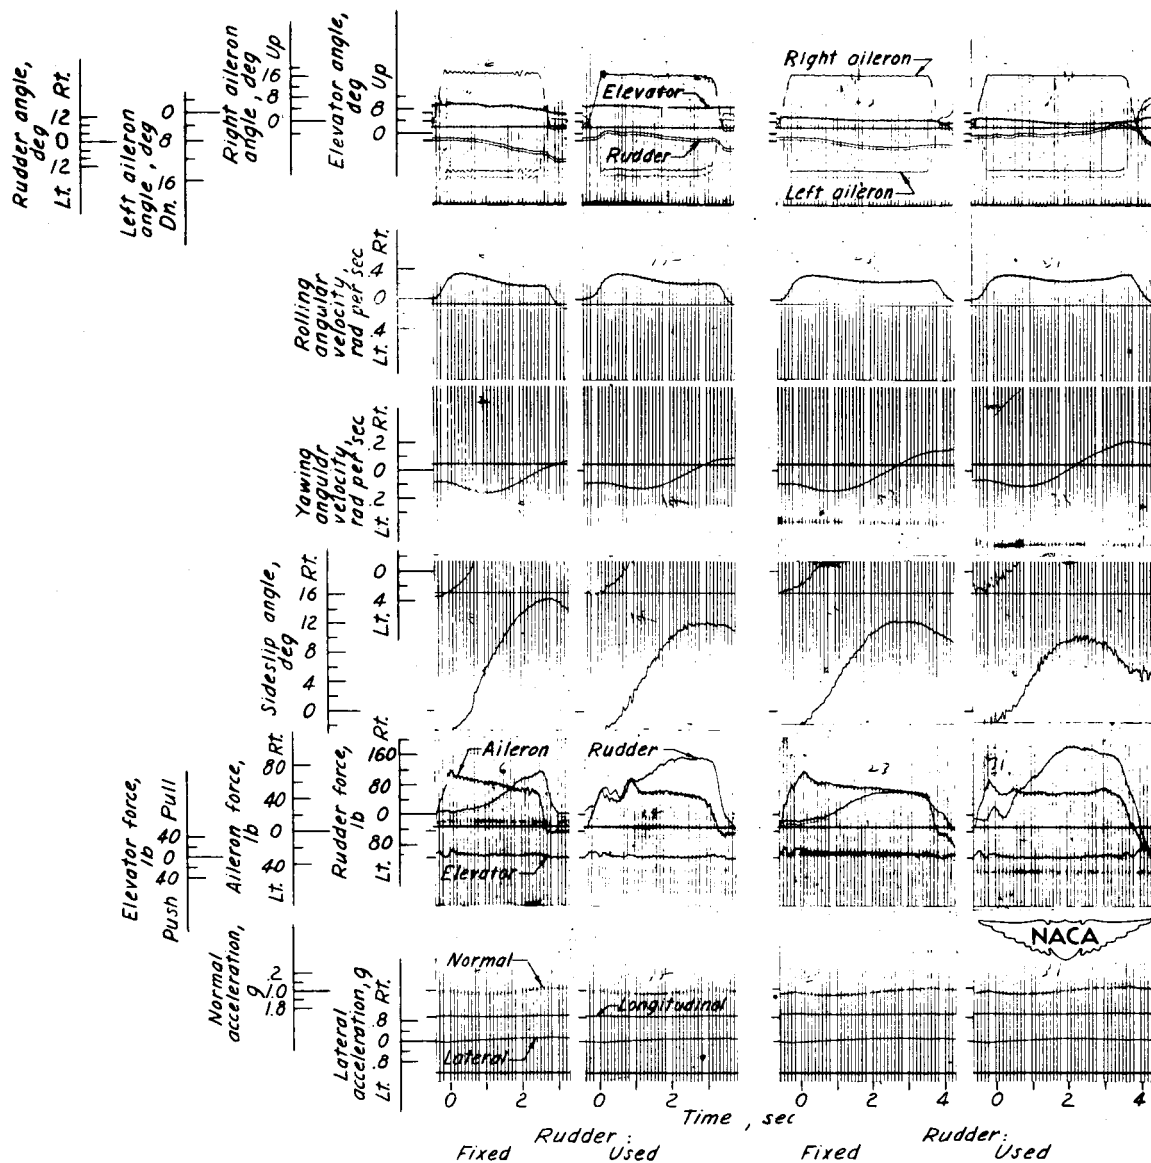 Rudder angle, deg
Lt. 12 0 12 Rt.
Left aileron angle, deg
Dn. 16 8 0
Right aileron angle, deg
0 8 16 Up
Elevator angle, deg
0 8 Up
Right aileron
Elevator
Rudder
Left aileron
Rolling angular velocity, rad per sec
Lt. .4 0 .4 Rt.
Yawing angular velocity, rad per sec
Lt. .2 0 .2 Rt.
Sideslip angle, deg
0 4 8 12 16 Rt.
Lt. 4 0
Elevator force, lb
Push 40 0 40 Pull
Aileron force, lb
Lt. 40 0 40 80 Rt.
Rudder force, lb
Lt. 80 0 80 160 Rt.
Aileron
6
Rudder
Elevator
23
31
NACA
Normal acceleration, g
.2
1.0
1.8
Lateral acceleration, g
Lt. .8 0 .8 Rt.
Normal
Longitudinal
Lateral
0 2 0 2 0 2 4 0 2 4
Time, sec
Rudder: Rudder:
Fixed Used Fixed Used